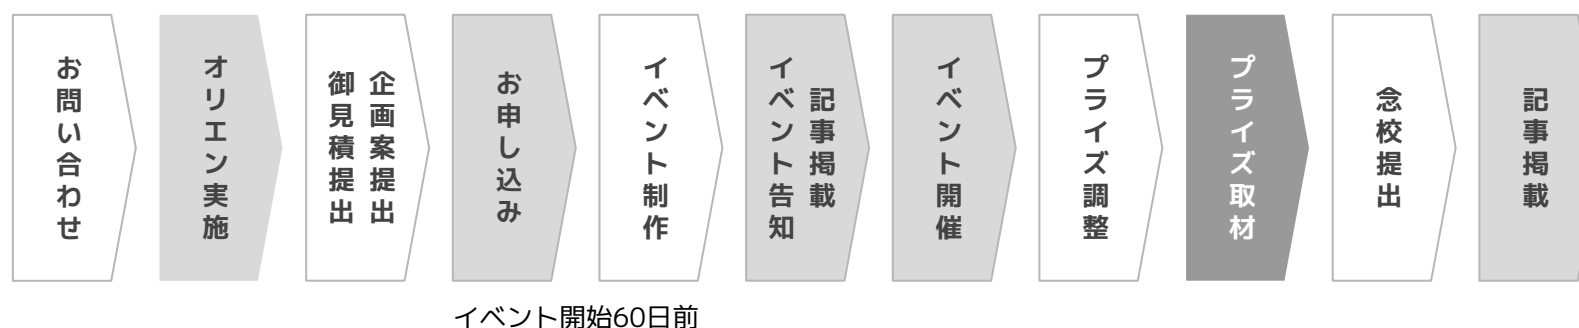 お問い合わせ
オリエン実施
企画案提出
御見積提出
お申し込み
イベント制作
記事掲載
イベント告知
イベント開催
プライズ調整
プライズ取材
念校提出
記事掲載
イベント開始60日前